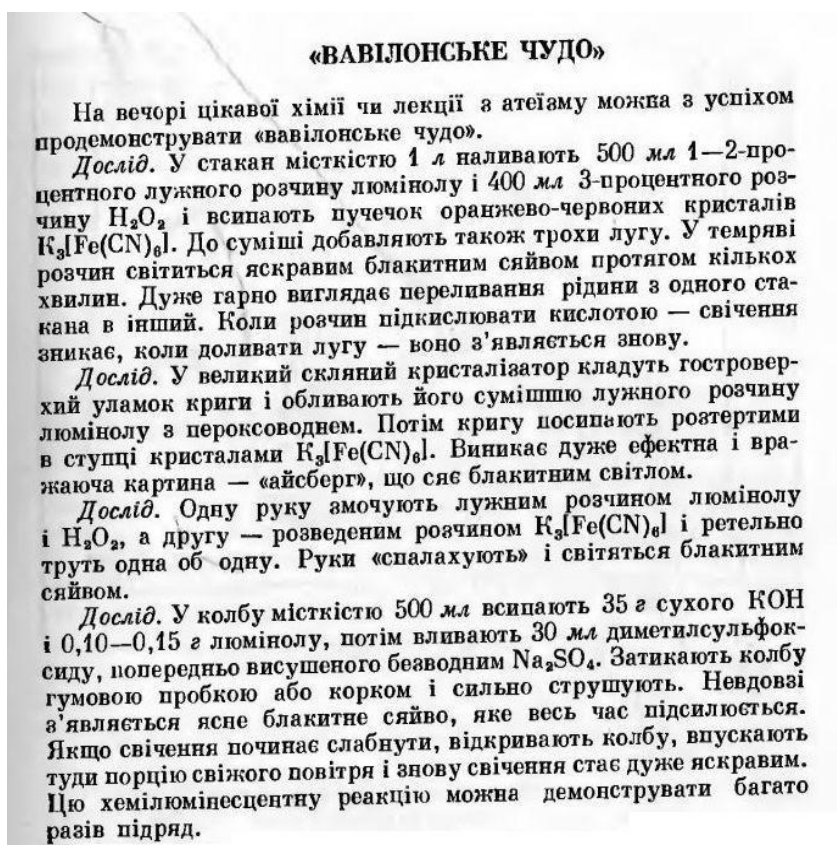 «ВАВІЛОНСЬКЕ ЧУДО»
На вечорі цікавої хімії чи лекції з атеїзму можна з успіхом
продемонструвати «вавілонське чудо».
Дослід. У стакан місткістю 1 л наливають 500 мл 1—2-про-
центного лужного розчину люмінолу і 400 мл 3-процентного роз-
чину H₂O₂ і всипають пучечок оранжево-червоних кристалів
K₃[Fe(CN)₆]. До суміші добавляють також трохи лугу. У темряві
розчин світиться яскравим блакитним сяйвом протягом кількох
хвилин. Дуже гарно виглядає переливання рідини з одного ста-
кана в інший. Коли розчин підкислювати кислотою — свічення
зникає, коли доливати лугу — воно з’являється знову.
Дослід. У великий скляний кристалізатор кладуть гостровер-
хий уламок криги і обливають його сумішшю лужного розчину
люмінолу з пероксоводнем. Потім кригу посипають розтертими
в ступці кристалами K₃[Fe(CN)₆]. Виникає дуже ефектна і вра-
жаюча картина — «айсберг», що сяє блакитним світлом.
Дослід. Одну руку змочують лужним розчином люмінолу
і H₂O₂, а другу — розведеним розчином K₃[Fe(CN)₆] і ретельно
труть одна об одну. Руки «спалахують» і світяться блакитним
сяйвом.
Дослід. У колбу місткістю 500 мл всипають 35 г сухого KOH
і 0,10—0,15 г люмінолу, потім вливають 30 мл диметилсульфок-
сиду, попередньо висушеного безводним Na₂SO₄. Затикають колбу
гумовою пробкою або корком і сильно струшують. Невдовзі
з’являється ясне блакитне сяйво, яке весь час підсилюється.
Якщо свічення починає слабнути, відкривають колбу, впускають
туди порцію свіжого повітря і знову свічення стає дуже яскравим.
Цю хемілюмінесцентну реакцію можна демонструвати багато
разів підряд.